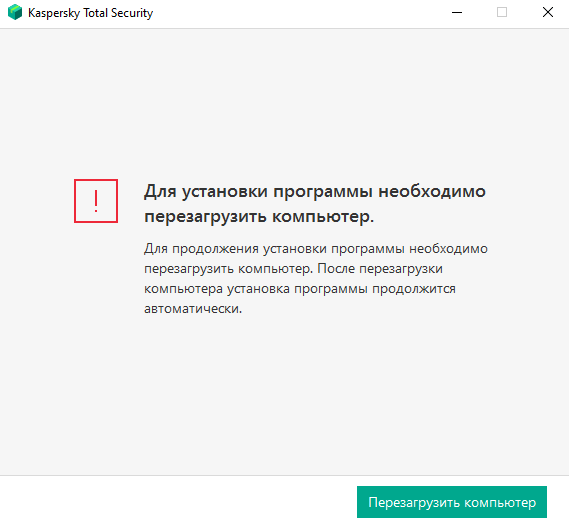 Kaspersky Total Security
Для установки программы необходимо
перезагрузить компьютер.
Для продолжения установки программы необходимо
перезагрузить компьютер. После перезагрузки
компьютера установка программы продолжится
автоматически.
Перезагрузить компьютер